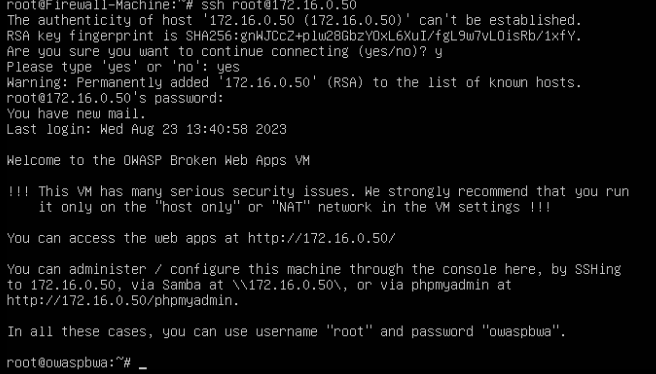 root@Firewall-Machine:~# ssh root@172.16.0.50
The authenticity of host '172.16.0.50 (172.16.0.50)' can't be established.
RSA key fingerprint is SHA256:gnWJCcZ+plw28GbzYOxL6XuI/fgL9w7vLOisRb/1xfY.
Are you sure you want to continue connecting (yes/no)? y
Please type 'yes' or 'no': yes
Warning: Permanently added '172.16.0.50' (RSA) to the list of known hosts.
root@172.16.0.50's password:
You have new mail.
Last login: Wed Aug 23 13:40:58 2023
Welcome to the OWASP Broken Web Apps VM
!!! This VM has many serious security issues. We strongly recommend that you run
it only on the "host only" or "NAT" network in the VM settings !!!
You can access the web apps at http://172.16.0.50/
You can administer / configure this machine through the console here, by SSHing
to 172.16.0.50, via Samba at \\172.16.0.50\, or via phpmyadmin at
http://172.16.0.50/phpmyadmin.
In all these cases, you can use username "root" and password "owaspbwa".
root@owaspbwa:~# _